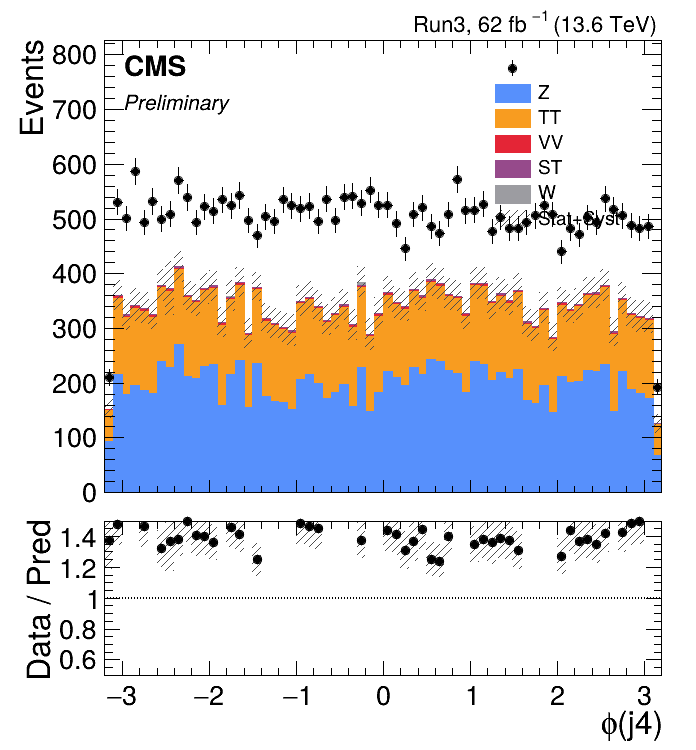 Run3, 62 fb⁻¹ (13.6 TeV)
CMS
Preliminary
Events
800
700
600
500
400
300
200
100
0
Z
TT
VV
ST
W
Stat+Syst
Data / Pred
1.4
1.2
1
0.8
0.6
−3 −2 −1 0 1 2 3
ϕ(j4)